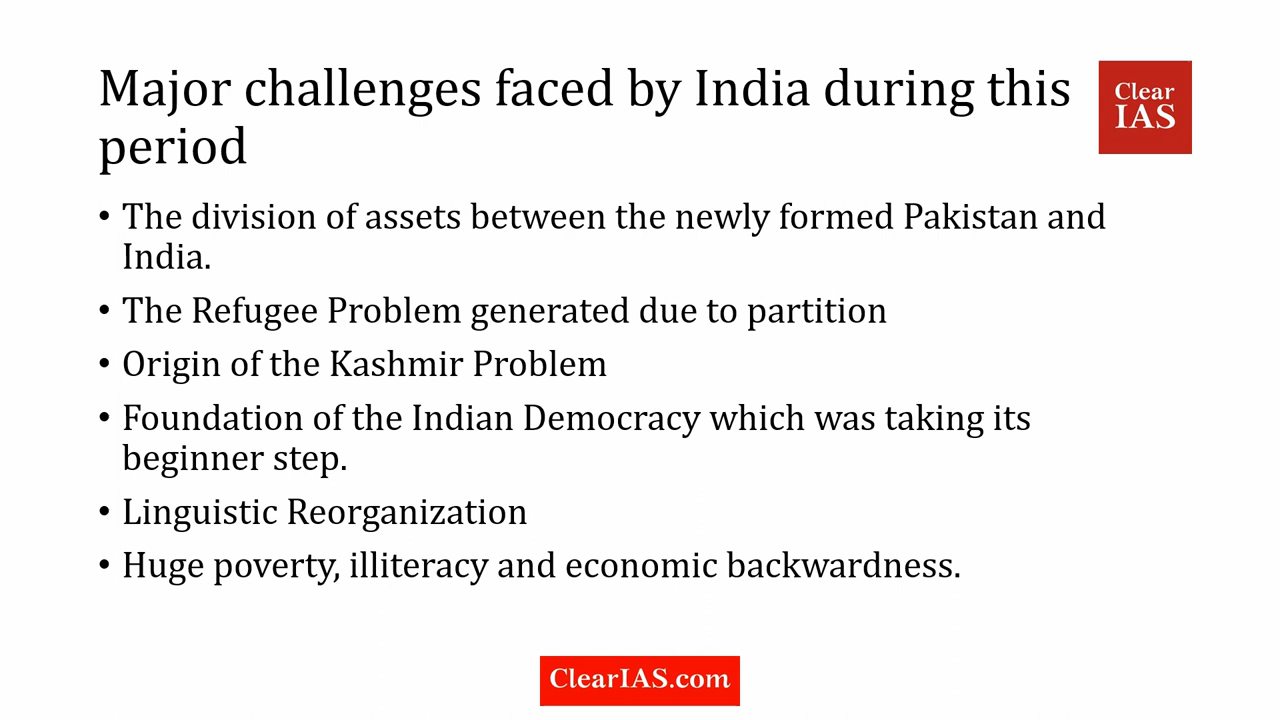 Major challenges faced by India during this
period
Clear
IAS
• The division of assets between the newly formed Pakistan and
India.
• The Refugee Problem generated due to partition
• Origin of the Kashmir Problem
• Foundation of the Indian Democracy which was taking its
beginner step.
• Linguistic Reorganization
• Huge poverty, illiteracy and economic backwardness.
ClearIAS.com